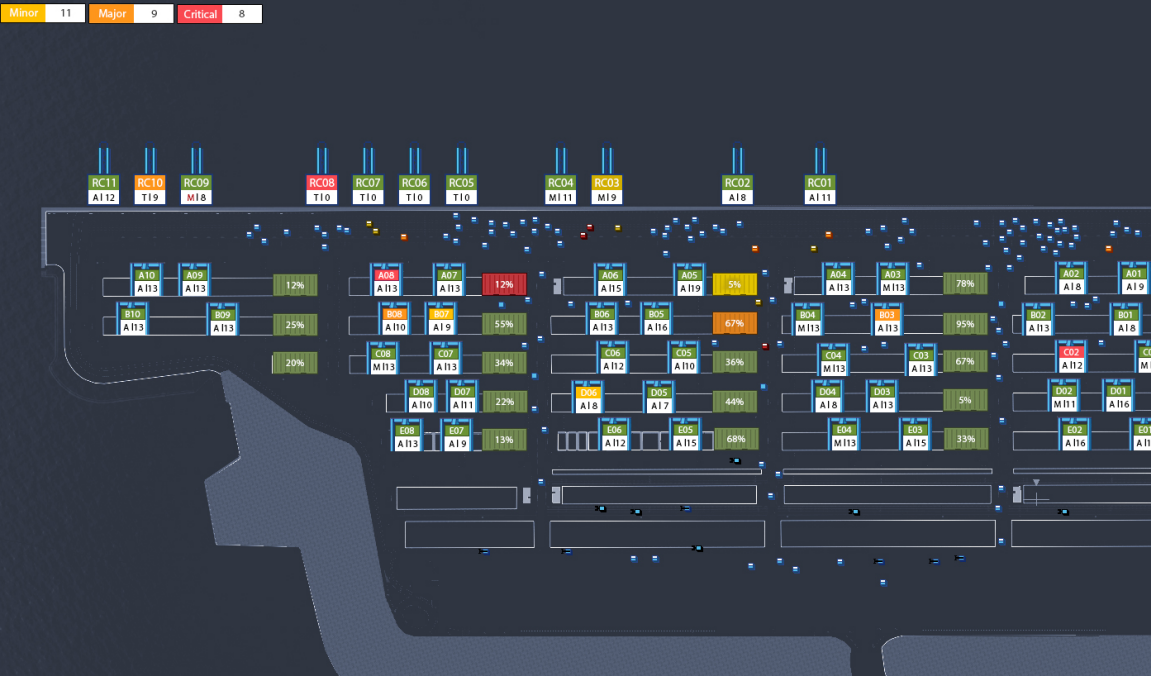 Minor 11 Major 9 Critical 8
RC11 RC10 RC09 RC08 RC07 RC06 RC05 RC04 RC03 RC02 RC01
A|12 T|9 M|8 T|0 T|0 T|0 T|0 M|11 M|9 A|8 A|11
A10 A09 A08 A07 A06 A05 A04 A03 A02 A01
A|13 A|13 12% A|13 A|13 12% A|15 A|19 5% A|13 M|13 78% A|8 A|9
B10 B09 B08 B07 B06 B05 B04 B03 B02 B01
A|13 A|13 25% A|10 A|9 55% A|13 A|16 67% M|13 A|13 95% A|13 A|8
C08 C07 C06 C05 C04 C03 C02
20% M|13 A|13 34% A|12 A|10 36% M|13 A|13 67% A|12
D08 D07 D06 D05 D04 D03 D02 D01
A|10 A|11 22% A|8 A|7 44% A|8 A|13 5% M|11 A|16
E08 E07 E06 E05 E04 E03 E02
A|13 A|9 13% A|12 A|15 68% M|13 A|15 33% A|16